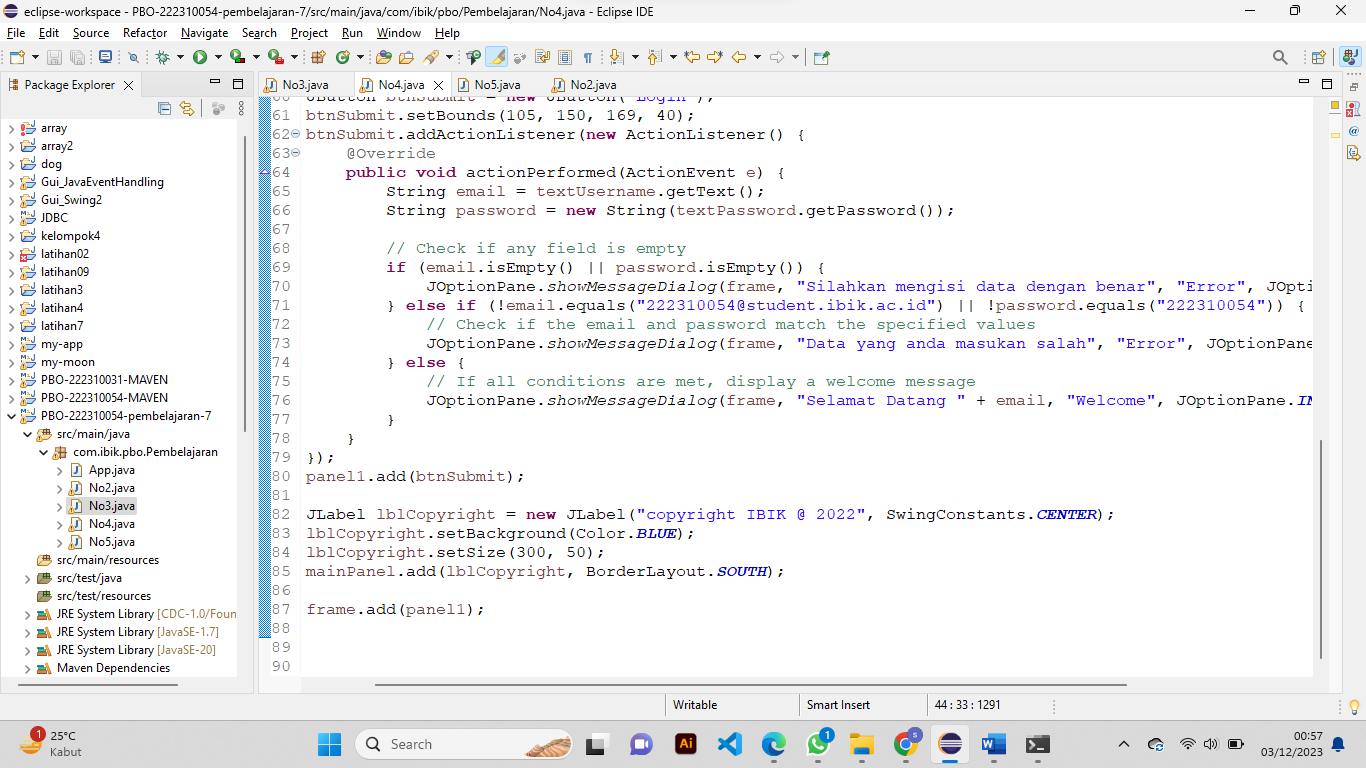 eclipse-workspace - PBO-222310054-pembelajaran-7/src/main/java/com/ibik/pbo/Pembelajaran/No4.java - Eclipse IDE
File Edit Source Refactor Navigate Search Project Run Window Help
Package Explorer
No3.java No4.java No5.java No2.java
array
array2
dog
Gui_JavaEventHandling
Gui_Swing2
JDBC
kelompok4
latihan02
latihan09
latihan3
latihan4
latihan7
my-app
my-moon
PBO-222310031-MAVEN
PBO-222310054-MAVEN
PBO-222310054-pembelajaran-7
src/main/java
com.ibik.pbo.Pembelajaran
App.java
No2.java
No3.java
No4.java
No5.java
src/main/resources
src/test/java
src/test/resources
JRE System Library [CDC-1.0/Foun
JRE System Library [JavaSE-1.7]
JRE System Library [JavaSE-20]
Maven Dependencies
60 JButton btnSubmit = new JButton("Login");
61 btnSubmit.setBounds(105, 150, 169, 40);
62 btnSubmit.addActionListener(new ActionListener() {
63 @Override
64 public void actionPerformed(ActionEvent e) {
65 String email = textUsername.getText();
66 String password = new String(textPassword.getPassword());
67
68 // Check if any field is empty
69 if (email.isEmpty() || password.isEmpty()) {
70 JOptionPane.showMessageDialog(frame, "Silahkan mengisi data dengan benar", "Error", JOpti
71 } else if (!email.equals("222310054@student.ibik.ac.id") || !password.equals("222310054")) {
72 // Check if the email and password match the specified values
73 JOptionPane.showMessageDialog(frame, "Data yang anda masukan salah", "Error", JOptionPane
74 } else {
75 // If all conditions are met, display a welcome message
76 JOptionPane.showMessageDialog(frame, "Selamat Datang " + email, "Welcome", JOptionPane.IN
77 }
78 }
79 });
80 panel1.add(btnSubmit);
81
82 JLabel lblCopyright = new JLabel("copyright IBIK @ 2022", SwingConstants.CENTER);
83 lblCopyright.setBackground(Color.BLUE);
84 lblCopyright.setSize(300, 50);
85 mainPanel.add(lblCopyright, BorderLayout.SOUTH);
86
87 frame.add(panel1);
88
89
90
Writable Smart Insert 44 : 33 : 1291
1
25°C
Kabut
Search
Ai
1
S
00:57
03/12/2023